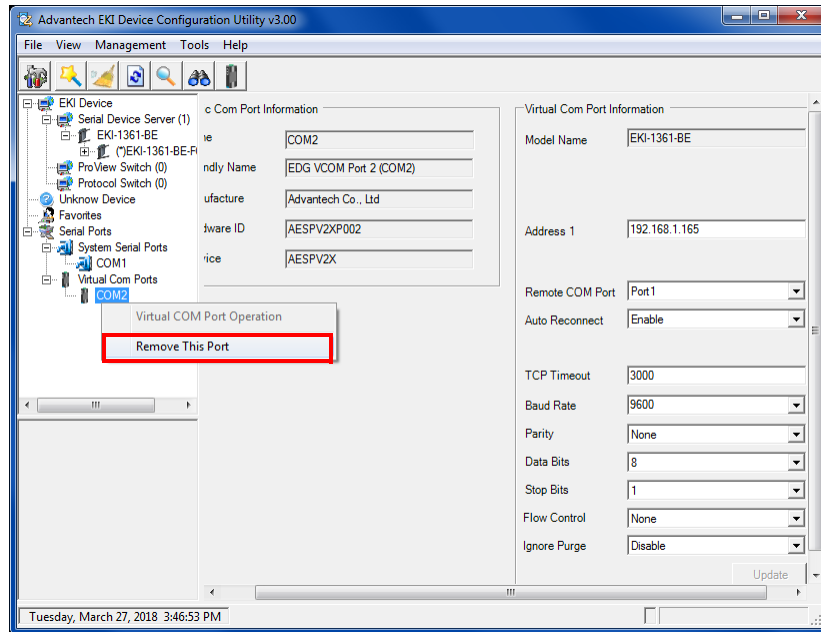 Advantech EKI Device Configuration Utility v3.00
File View Management Tools Help
EKI Device
Serial Device Server (1)
EKI-1361-BE
(*)EKI-1361-BE-F
ProView Switch (0)
Protocol Switch (0)
Unknow Device
Favorites
Serial Ports
System Serial Ports
COM1
Virtual Com Ports
COM2
Virtual COM Port Operation
Remove This Port
c Com Port Information
ne COM2
ndly Name EDG VCOM Port 2 (COM2)
ufacture Advantech Co., Ltd
dware ID AESPV2XP002
vice AESPV2X
Virtual Com Port Information
Model Name EKI-1361-BE
Address 1 192.168.1.165
Remote COM Port Port1
Auto Reconnect Enable
TCP Timeout 3000
Baud Rate 9600
Parity None
Data Bits 8
Stop Bits 1
Flow Control None
Ignore Purge Disable
Update
Tuesday, March 27, 2018 3:46:53 PM